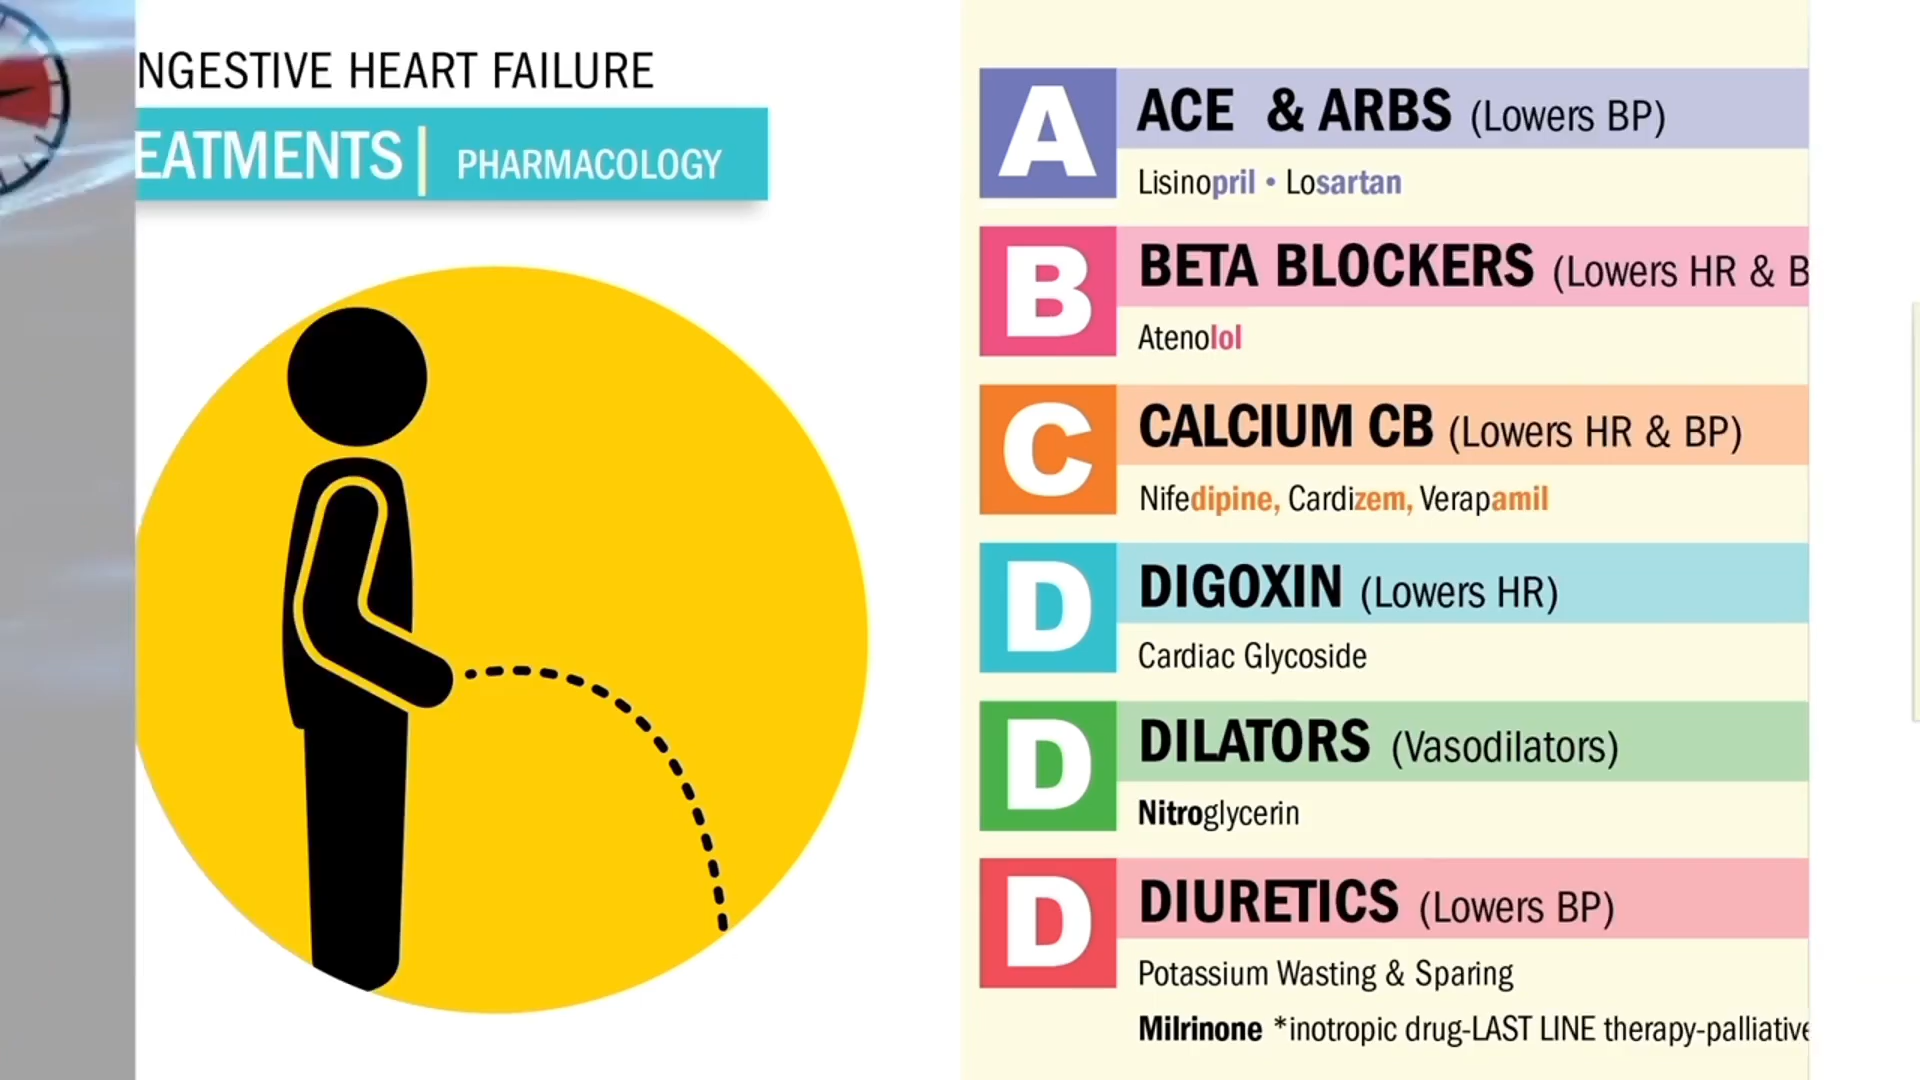 NGESTIVE HEART FAILURE
EATMENTS | PHARMACOLOGY
A ACE & ARBS (Lowers BP)
Lisinopril • Losartan
B BETA BLOCKERS (Lowers HR & B
Atenolol
C CALCIUM CB (Lowers HR & BP)
Nifedipine, Cardizem, Verapamil
D DIGOXIN (Lowers HR)
Cardiac Glycoside
D DILATORS (Vasodilators)
Nitroglycerin
D DIURETICS (Lowers BP)
Potassium Wasting & Sparing
Milrinone *inotropic drug-LAST LINE therapy-palliative